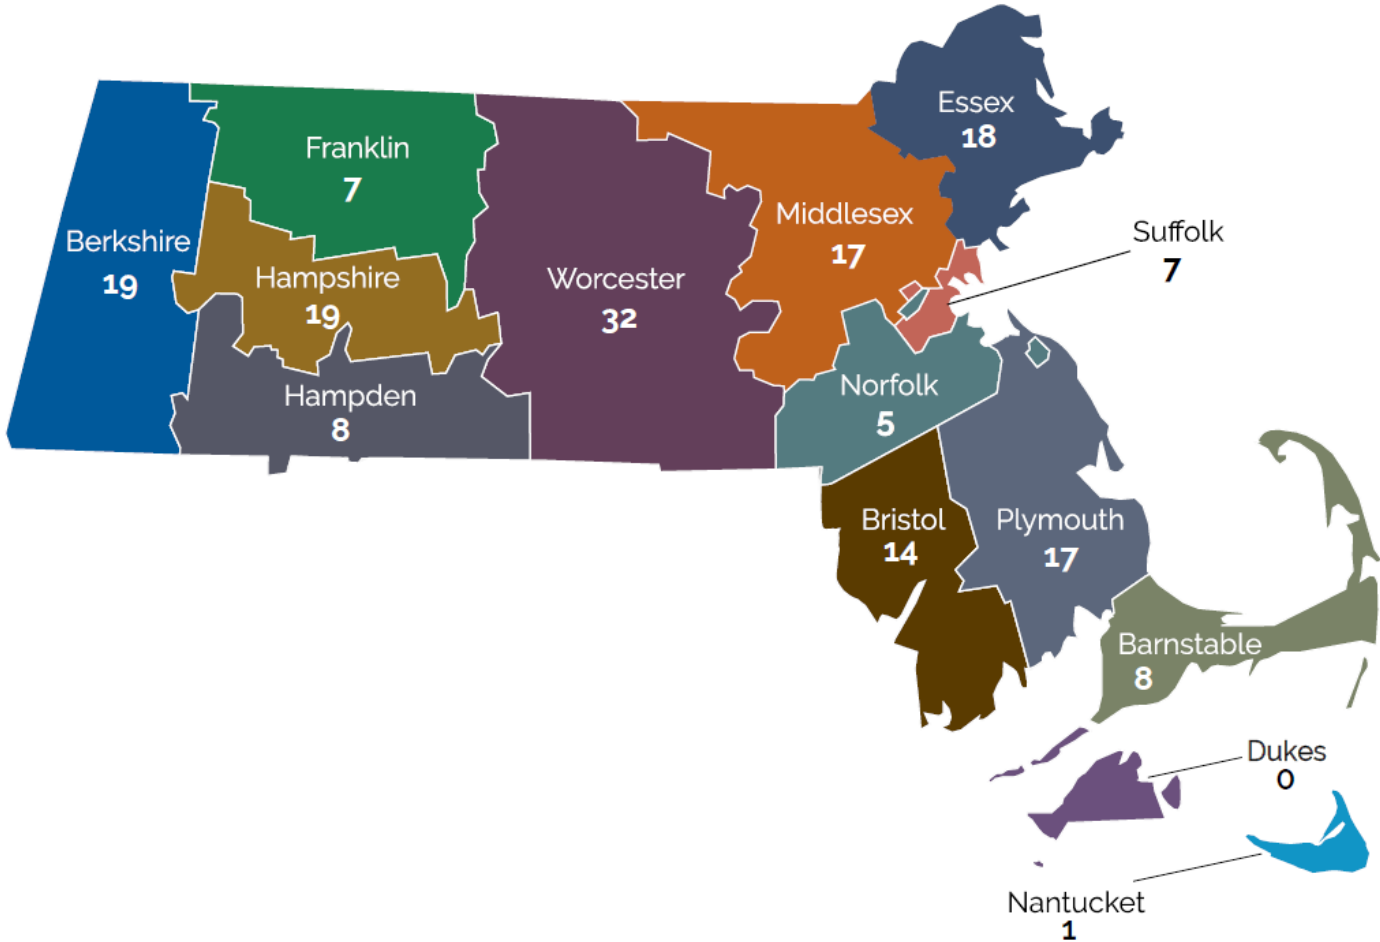 Essex
18
Franklin
7
Middlesex
17
Suffolk
7
Berkshire
19
Hampshire
19
Worcester
32
Hampden
8
Norfolk
5
Bristol
14
Plymouth
17
Barnstable
8
Dukes
0
Nantucket
1